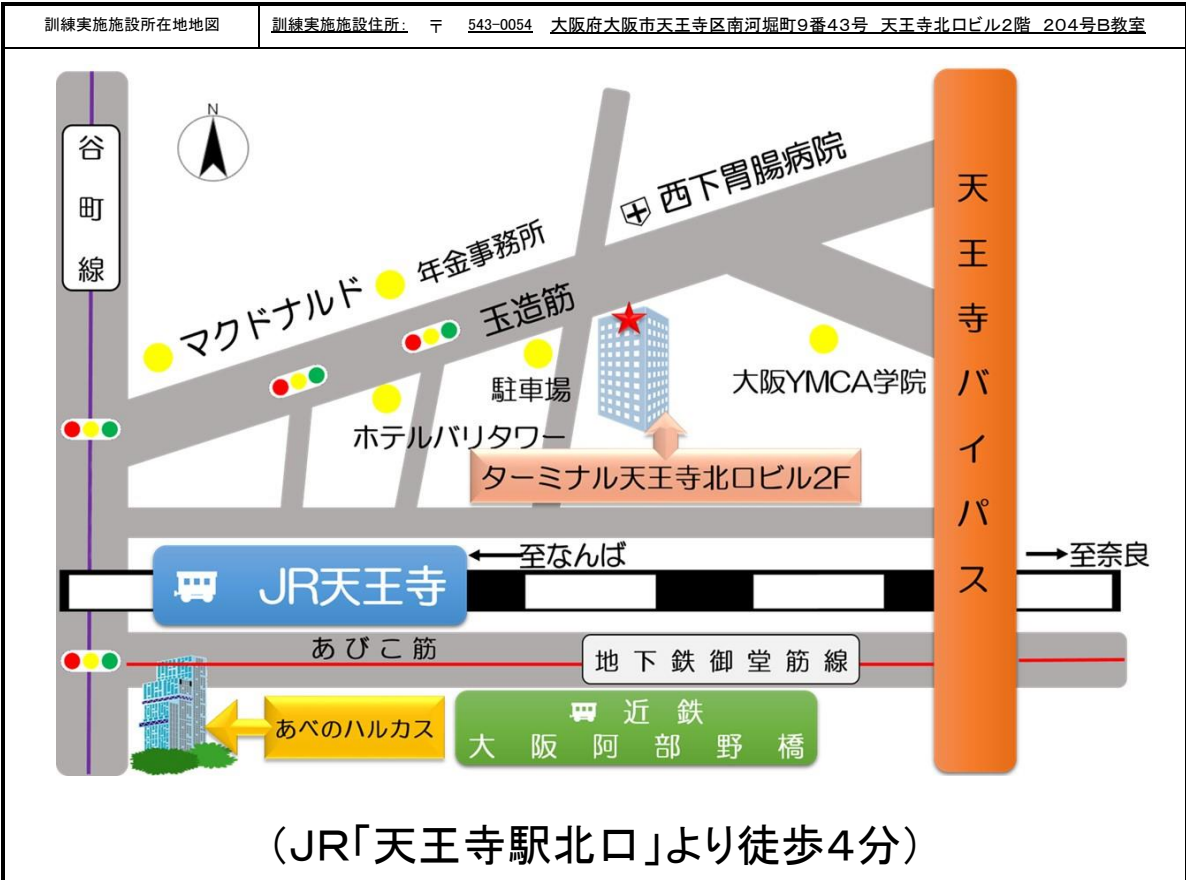 訓練実施施設所在地地図
訓練実施施設住所: 〒 543-0054 大阪府大阪市天王寺区南河堀町9番43号 天王寺北口ビル2階 204号B教室
N
谷町線
西下胃腸病院
年金事務所
マクドナルド
玉造筋
天王寺バイパス
駐車場
大阪YMCA学院
ホテルバリタワー
ターミナル天王寺北口ビル2F
JR天王寺
←至なんば
→至奈良
あびこ筋
地下鉄御堂筋線
あべのハルカス
近鉄
大阪阿部野橋
(JR「天王寺駅北口」より徒歩4分)